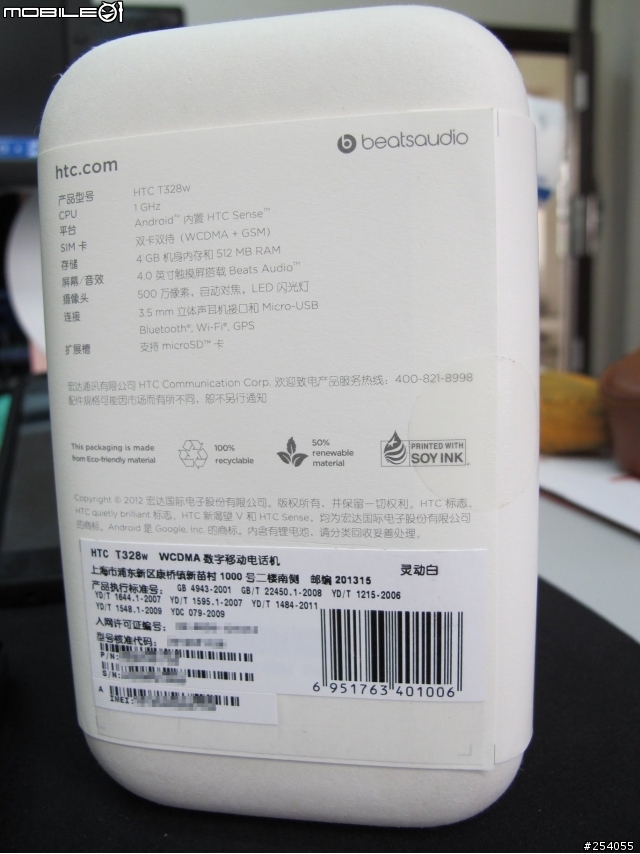 MOBILE01
htc.com
beatsaudio
产品型号 HTC T328w
CPU 1 GHz
平台 Android™ 内置 HTC Sense™
SIM 卡 双卡双待（WCDMA + GSM）
存储 4 GB 机身内存和 512 MB RAM
屏幕/音效 4.0 英寸触摸屏搭载 Beats Audio™
摄像头 500 万像素，自动对焦，LED 闪光灯
连接 3.5 mm 立体声耳机接口和 Micro-USB
Bluetooth®, Wi-Fi®, GPS
扩展槽 支持 microSD™ 卡
宏达通讯有限公司 HTC Communication Corp. 欢迎致电产品服务热线：400-821-8998
配件规格可能因市场而有所不同，恕不另行通知
This packaging is made
from Eco-friendly material
100%
recyclable
50%
renewable
material
PRINTED WITH
SOY INK
Copyright © 2012 宏达国际电子股份有限公司。版权所有，并保留一切权利。HTC 标志，
HTC quietly brilliant 标志，HTC 新渴望 V 和 HTC Sense，均为宏达国际电子股份有限公司
的商标。Android 是 Google, Inc. 的商标。内含有锂电池，请分类回收妥善处理。
HTC T328w WCDMA 数字移动电话机
上海市浦东新区康桥镇新苗村 1000 号二楼南侧 邮编 201315
灵动白
产品执行标准号： GB 4943-2001 GB/T 22450.1-2008 YD/T 1215-2006
YD/T 1644.1-2007 YD/T 1595.1-2007 YD/T 1484-2011
YD/T 1548.1-2009 YDC 079-2009
入网许可证编号：
型号核准代码：
P/N:
S/N:
A IMEI:
6 951763 401006
#254055